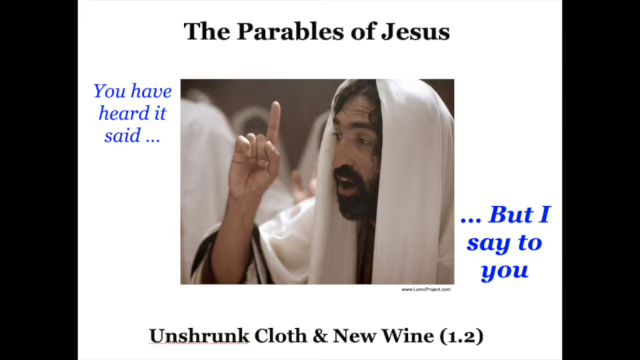 The Parables of Jesus
You have
heard it
said ...
... But I
say to
you
www.LumoProject.com
Unshrunk Cloth & New Wine (1.2)